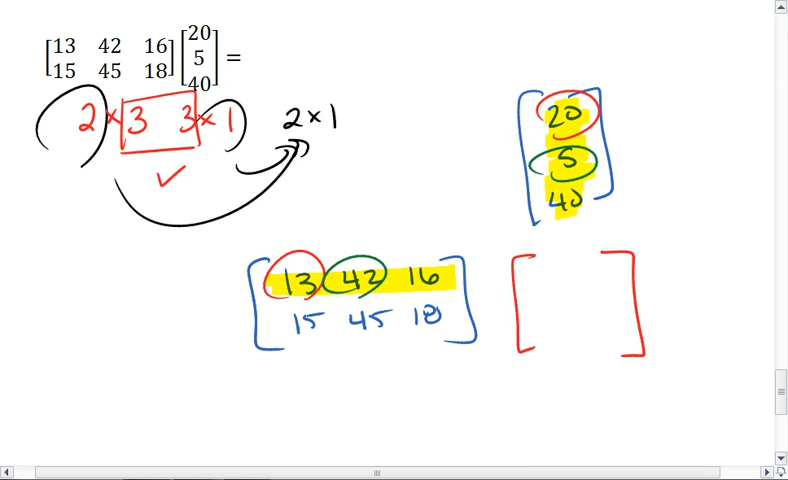 [13 42 16] [20]
[15 45 18] [5] =
[40]
2 × 3 3 × 1 2 × 1
✓
20
5
40
13 42 16
15 45 18